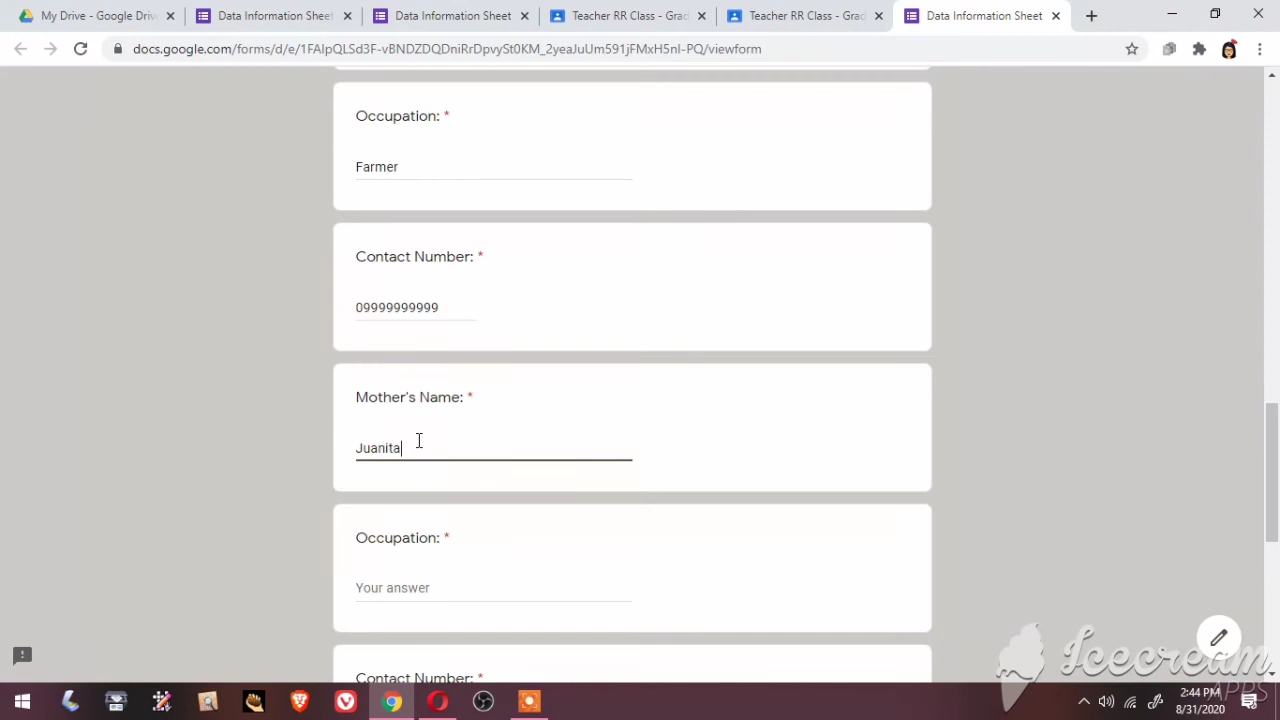 My Drive - Google Driv
Data Information Sheet
Data Information Sheet
Teacher RR Class - Grad
Teacher RR Class - Grad
Data Information Sheet
docs.google.com/forms/d/e/1FAIpQLSd3F-vBNDZDQDniRrDpvySt0KM_2yeaJuUm591jFMxH5nI-PQ/viewform
Occupation: *
Farmer
Contact Number: *
09999999999
Mother's Name: *
Juanita
Occupation: *
Your answer
Contact Number: *
Icecream
APPS
2:44 PM
8/31/2020